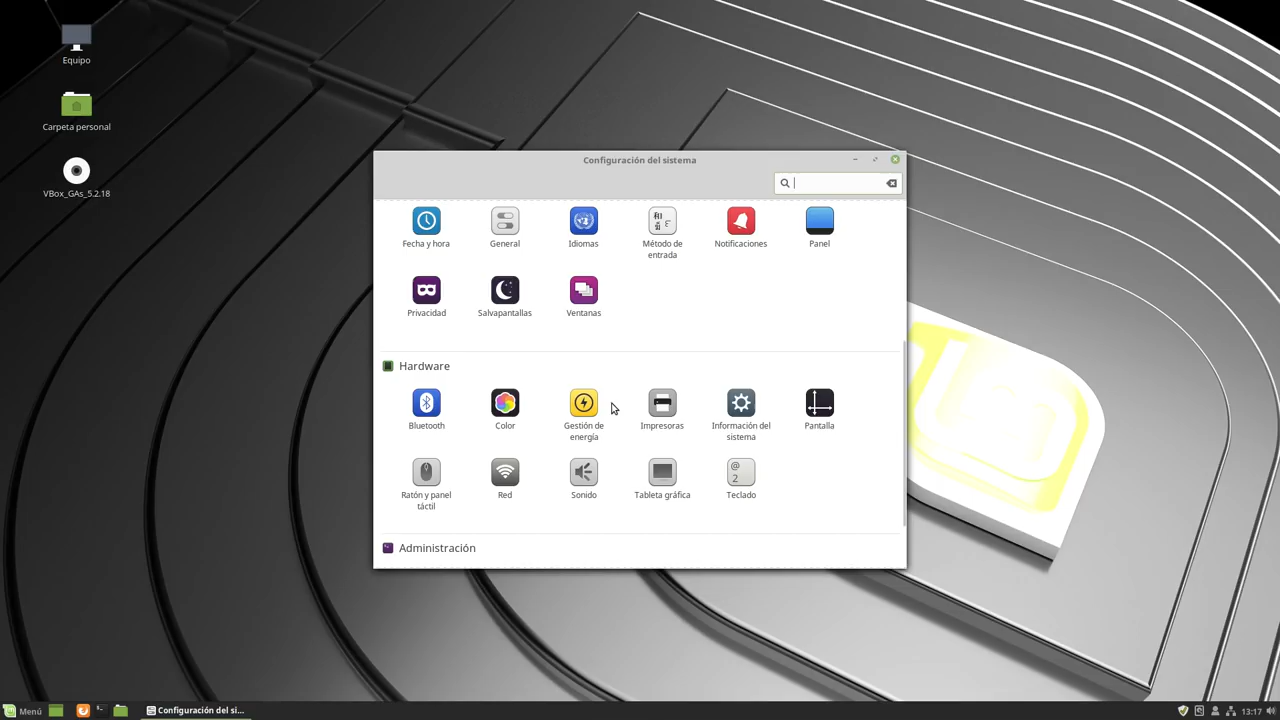 Equipo
Carpeta personal
VBox_GAs_5.2.18
Configuración del sistema
Fecha y hora
General
Idiomas
Método de
entrada
Notificaciones
Panel
Privacidad
Salvapantallas
Ventanas
Hardware
Bluetooth
Color
Gestión de
energía
Impresoras
Información del
sistema
Pantalla
Ratón y panel
táctil
Red
Sonido
Tableta gráfica
@
2
Teclado
Administración
Menú
Configuración del si...
13:17